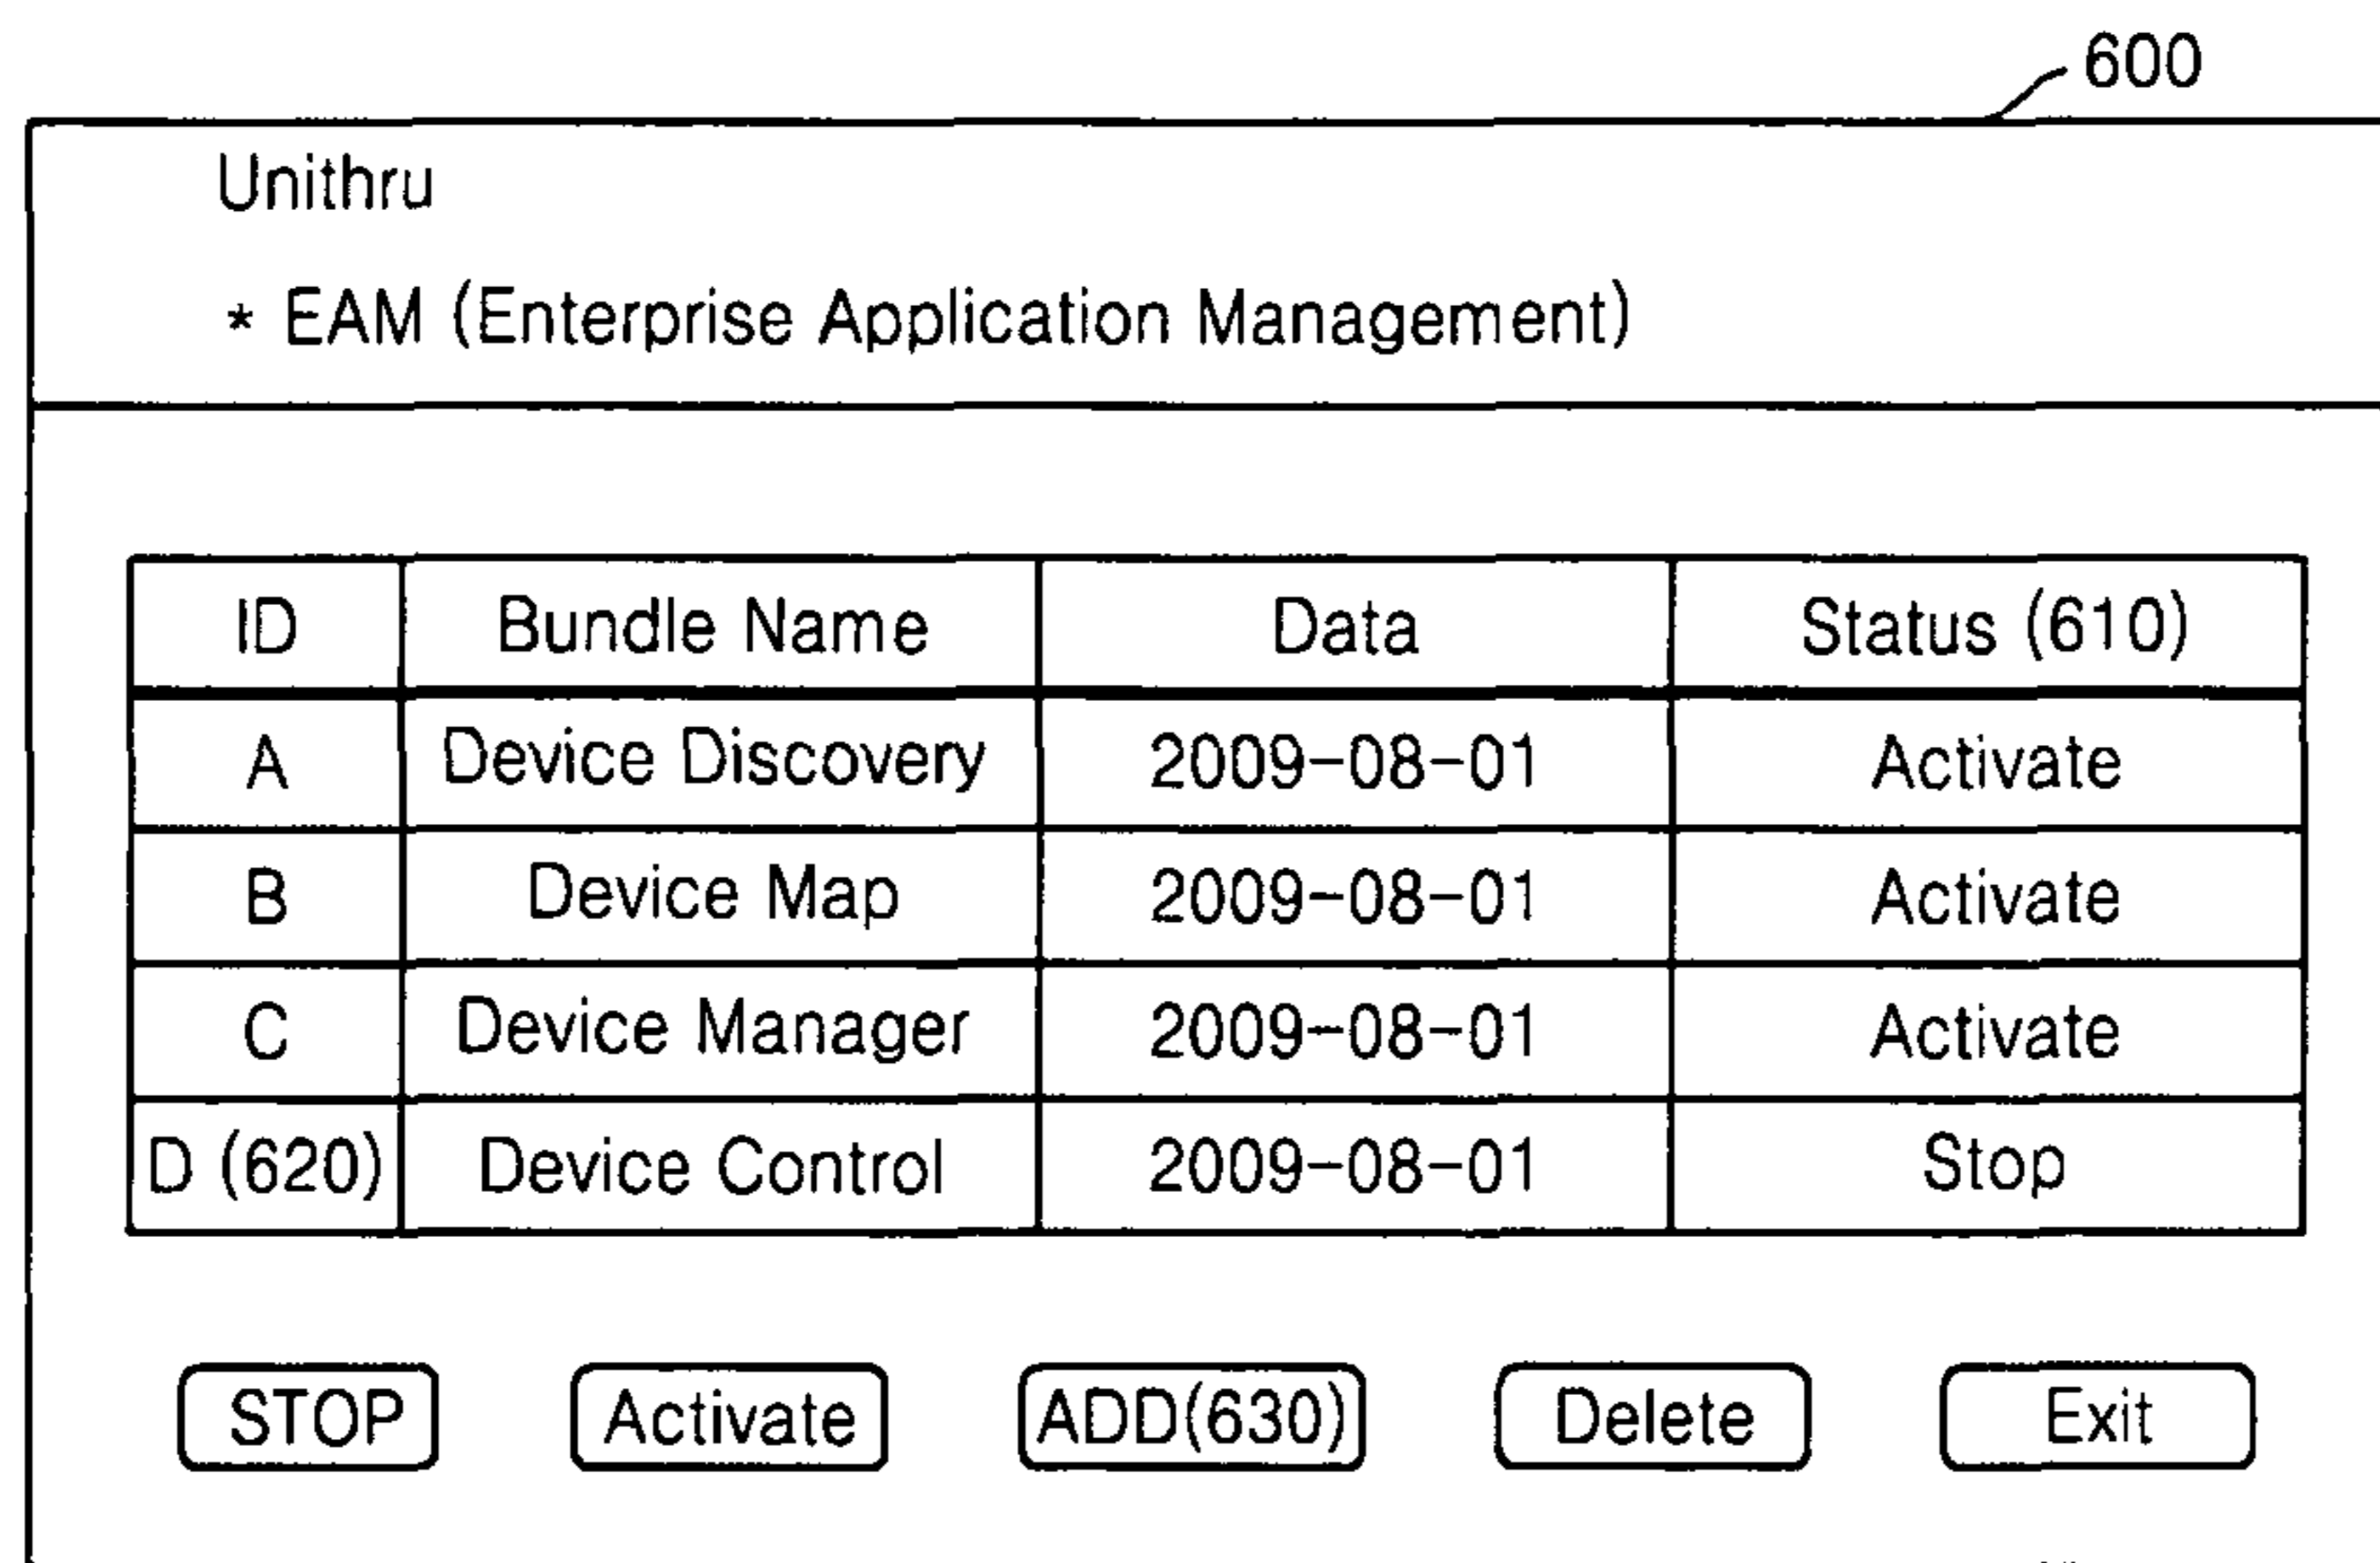 600
Unithru
* EAM (Enterprise Application Management)
ID Bundle Name Data Status (610)
A Device Discovery 2009-08-01 Activate
B Device Map 2009-08-01 Activate
C Device Manager 2009-08-01 Activate
D (620) Device Control 2009-08-01 Stop
STOP Activate ADD(630) Delete Exit